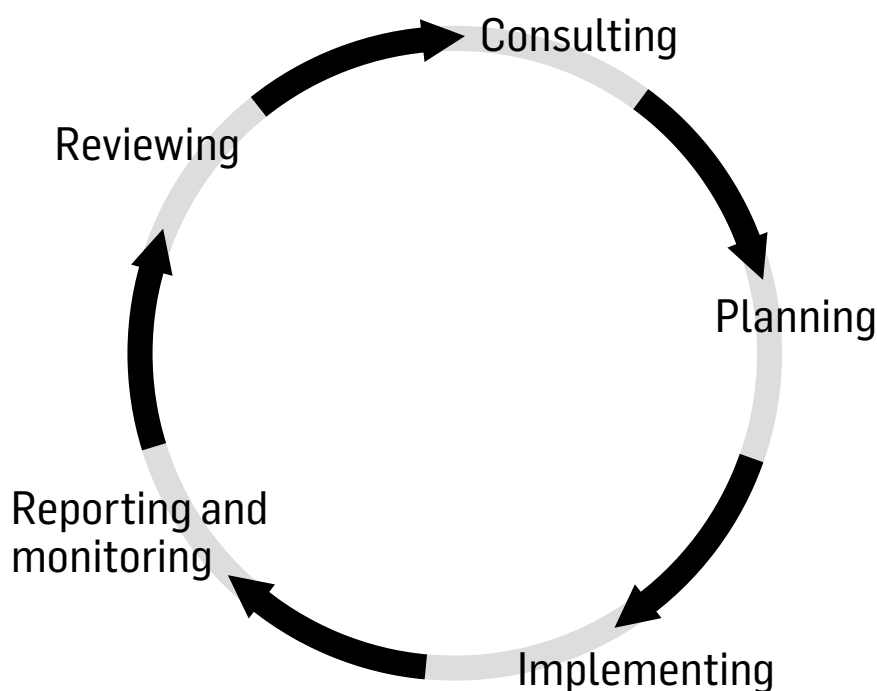 Consulting
Planning
Implementing
Reporting and
monitoring
Reviewing